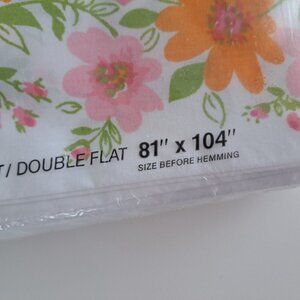 T/DOUBLE FLAT 81" x 104"
SIZE BEFORE HEMMING